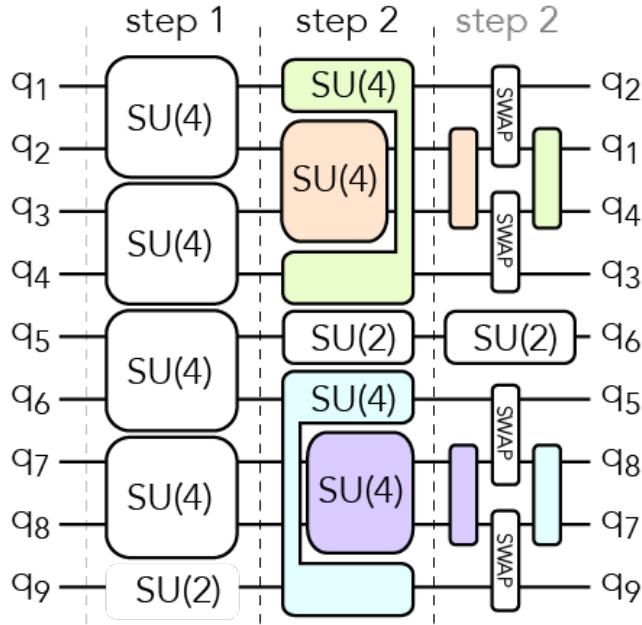 step 1 step 2 step 2
q1 SU(4) SU(4) SWAP q2
q2 SU(4) q1
q3 SU(4) SWAP q4
q4 q3
q5 SU(4) SU(2) SU(2) q6
q6 SU(4) SWAP q5
q7 SU(4) SU(4) q8
q8 SWAP q7
q9 SU(2) q9